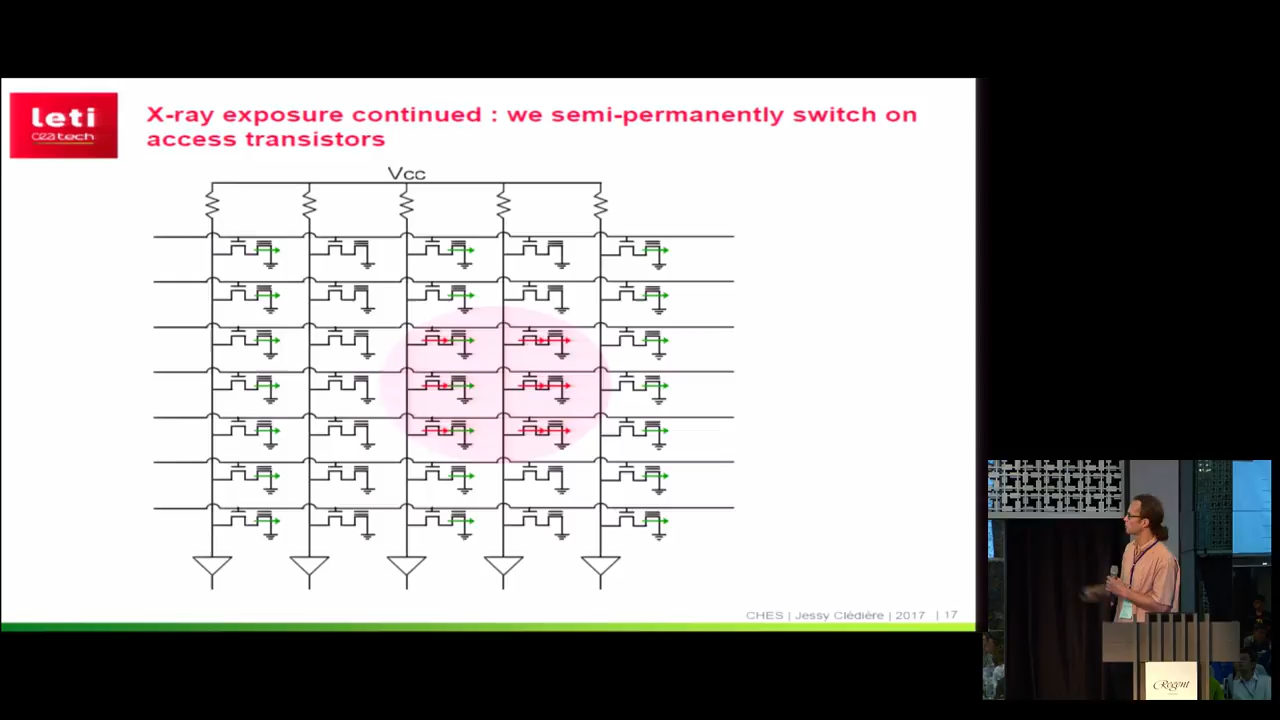 leti
cea tech
X-ray exposure continued : we semi-permanently switch on
access transistors
Vcc
CHES | Jessy Clédière | 2017 | 17
Regent